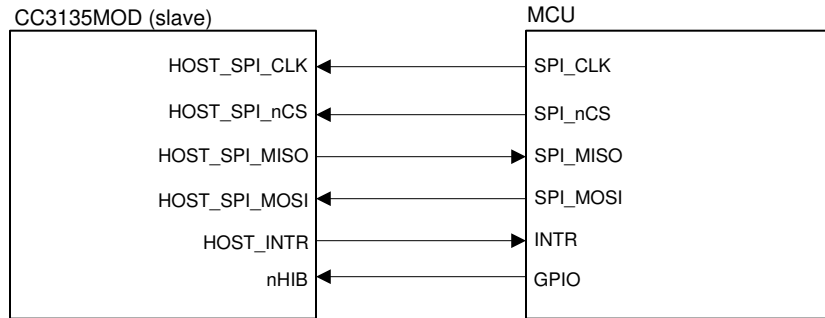 CC3135MOD (slave) MCU
HOST_SPI_CLK SPI_CLK
HOST_SPI_nCS SPI_nCS
HOST_SPI_MISO SPI_MISO
HOST_SPI_MOSI SPI_MOSI
HOST_INTR INTR
nHIB GPIO